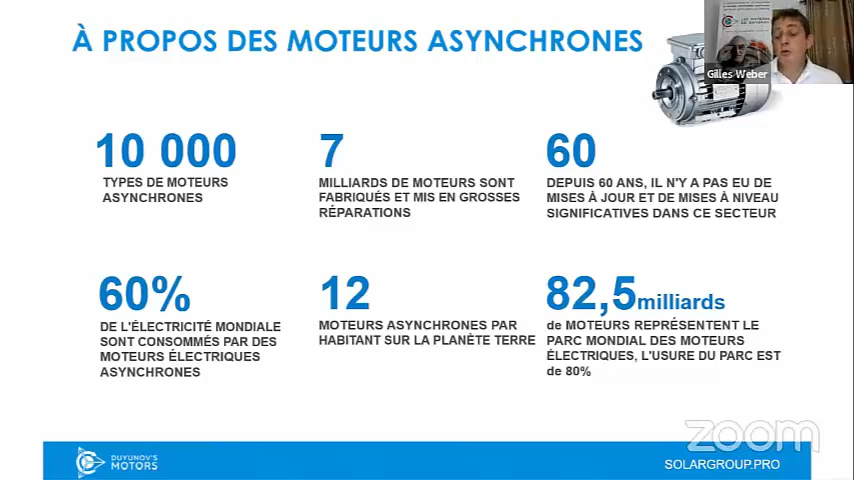 À PROPOS DES MOTEURS ASYNCHRONES
Gilles Weber
10 000
TYPES DE MOTEURS
ASYNCHRONES
7
MILLIARDS DE MOTEURS SONT
FABRIQUÉS ET MIS EN GROSSES
RÉPARATIONS
60
DEPUIS 60 ANS, IL N'Y A PAS EU DE
MISES À JOUR ET DE MISES À NIVEAU
SIGNIFICATIVES DANS CE SECTEUR
60%
DE L'ÉLECTRICITÉ MONDIALE
SONT CONSOMMÉS PAR DES
MOTEURS ÉLECTRIQUES
ASYNCHRONES
12
MOTEURS ASYNCHRONES PAR
HABITANT SUR LA PLANÈTE TERRE
82,5 milliards
de MOTEURS REPRÉSENTENT LE
PARC MONDIAL DES MOTEURS
ÉLECTRIQUES, L'USURE DU PARC EST
de 80%
zoom
DUYUNOV'S
MOTORS
SOLARGROUP.PRO